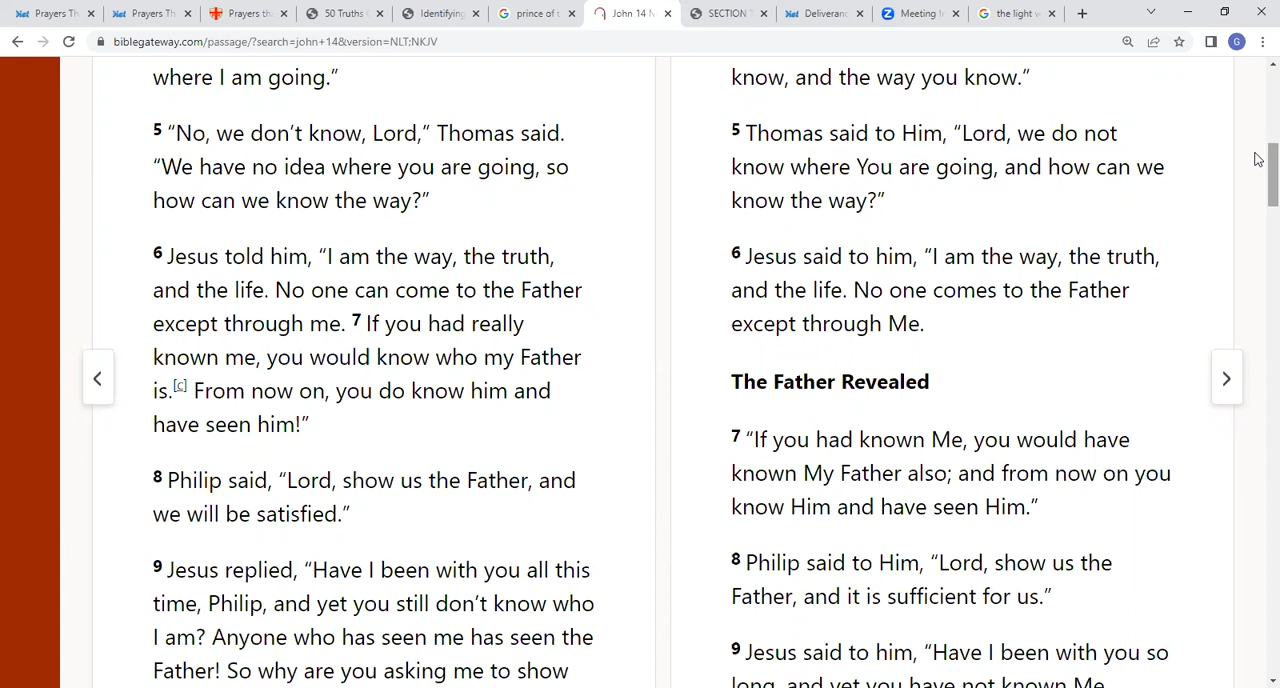 Prayers Th
Prayers Th
Prayers tha
50 Truths
Identifying
prince of t
John 14 N
SECTION T
Deliveranc
Meeting I
the light v
biblegateway.com/passage/?search=john+14&version=NLT;NKJV
G
where I am going.”
5 “No, we don’t know, Lord,” Thomas said.
“We have no idea where you are going, so
how can we know the way?”
6 Jesus told him, “I am the way, the truth,
and the life. No one can come to the Father
except through me. 7 If you had really
known me, you would know who my Father
is.[c] From now on, you do know him and
have seen him!”
8 Philip said, “Lord, show us the Father, and
we will be satisfied.”
9 Jesus replied, “Have I been with you all this
time, Philip, and yet you still don’t know who
I am? Anyone who has seen me has seen the
Father! So why are you asking me to show
know, and the way you know.”
5 Thomas said to Him, “Lord, we do not
know where You are going, and how can we
know the way?”
6 Jesus said to him, “I am the way, the truth,
and the life. No one comes to the Father
except through Me.
The Father Revealed
7 “If you had known Me, you would have
known My Father also; and from now on you
know Him and have seen Him.”
8 Philip said to Him, “Lord, show us the
Father, and it is sufficient for us.”
9 Jesus said to him, “Have I been with you so
long, and yet you have not known Me,